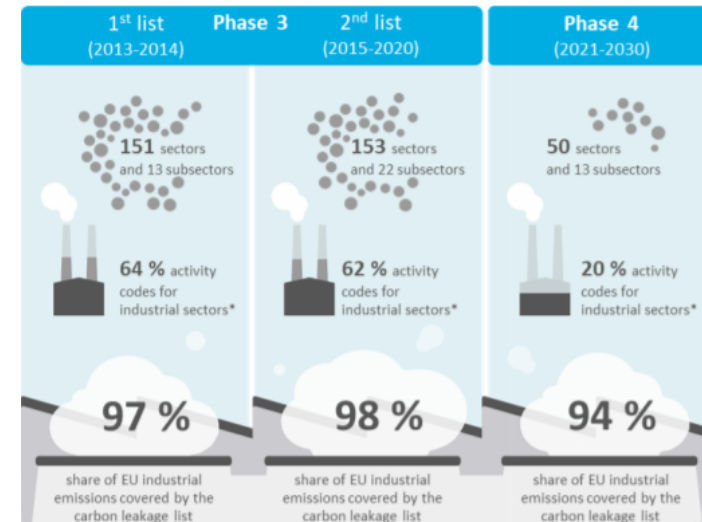 1st list
(2013-2014)
Phase 3
2nd list
(2015-2020)
Phase 4
(2021-2030)
151 sectors
and 13 subsectors
153 sectors
and 22 subsectors
50 sectors
and 13 subsectors
64 % activity
codes for
industrial sectors*
62 % activity
codes for
industrial sectors*
20 % activity
codes for
industrial sectors*
97 %
98 %
94 %
share of EU industrial
emissions covered by the
carbon leakage list
share of EU industrial
emissions covered by the
carbon leakage list
share of EU industrial
emissions covered by the
carbon leakage list